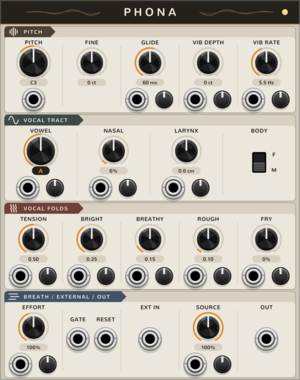 PHONA
PITCH
PITCH FINE GLIDE VIB DEPTH VIB RATE
C3 0 ct 60 ms 0 ct 5.5 Hz
VOCAL TRACT
VOWEL NASAL LARYNX BODY
F
M
A 6% 0.0 cm
VOCAL FOLDS
TENSION BRIGHT BREATHY ROUGH FRY
0.50 0.25 0.15 0.10 0%
BREATH / EXTERNAL / OUT
EFFORT GATE RESET EXT IN SOURCE OUT
100% 100%